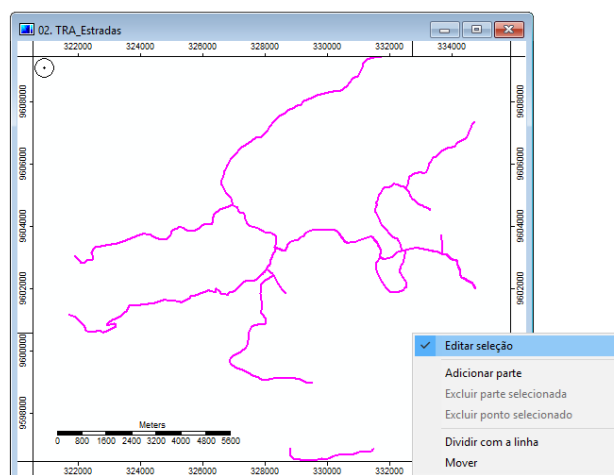 02. TRA_Estradas
322000 324000 326000 328000 330000 332000 334000
9608000 9608000
9606000 9606000
9604000 9604000
9602000 9602000
9600000
9598000
Meters
0 800 1600 2400 3200 4000 4800 5600
322000 324000 326000 328000 330000 332000
Editar seleção
Adicionar parte
Excluir parte selecionada
Excluir ponto selecionado
Dividir com a linha
Mover